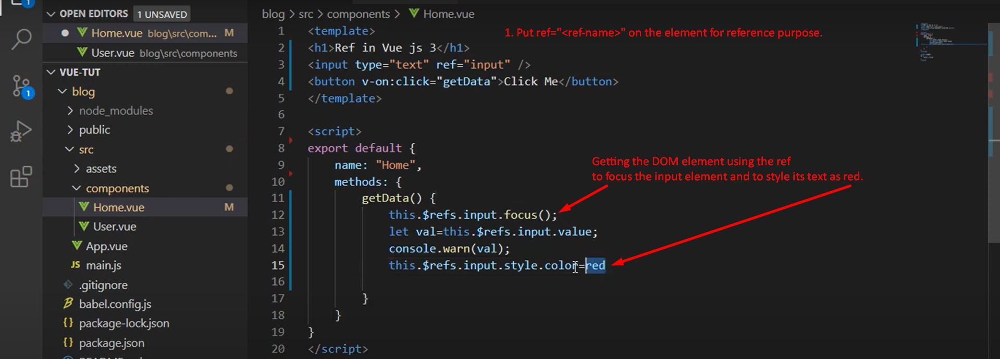 OPEN EDITORS 1 UNSAVED
Home.vue blog\src\com... M
User.vue blog\src\components
VUE-TUT
blog
node_modules
public
src
assets
components
Home.vue M
User.vue
App.vue
JS main.js
.gitignore
babel.config.js
{} package-lock.json
{} package.json
1
1
blog > src > components > Home.vue
1 <template>
2 <h1>Ref in Vue js 3</h1>
3 <input type="text" ref="input" />
4 <button v-on:click="getData">Click Me</button>
5 </template>
6
7 <script>
8 export default {
9 name: "Home",
10 methods: {
11 getData() {
12 this.$refs.input.focus();
13 let val=this.$refs.input.value;
14 console.warn(val);
15 this.$refs.input.style.color=red
16
17 }
18 }
19 }
20 </script>
1. Put ref="<ref-name>" on the element for reference purpose.
Getting the DOM element using the ref
to focus the input element and to style its text as red.